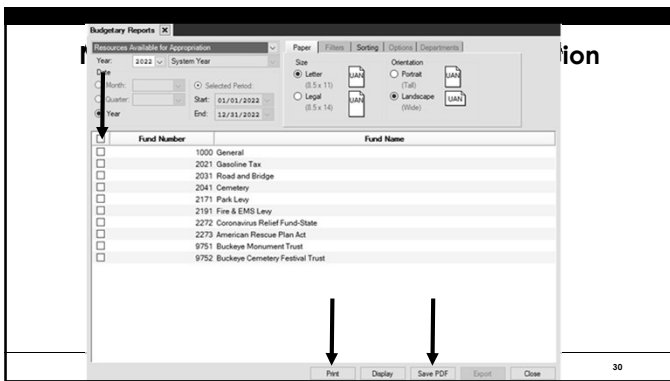 Budgetary Reports X
Resources Available for Appropriation
Year: 2022 System Year
Date
Month:
Quarter:
Year
Selected Period:
Start: 01/01/2022
End: 12/31/2022
Paper Filters Sorting Options Departments
Size
Letter
(8.5 x 11)
UAN
Legal
(8.5 x 14)
UAN
Orientation
Portrait
(Tall)
UAN
Landscape
(Wide)
UAN
Fund Number Fund Name
1000 General
2021 Gasoline Tax
2031 Road and Bridge
2041 Cemetery
2171 Park Levy
2191 Fire & EMS Levy
2272 Coronavirus Relief Fund-State
2273 American Rescue Plan Act
9751 Buckeye Monument Trust
9752 Buckeye Cemetery Festival Trust
Print Display Save PDF Export Close
30